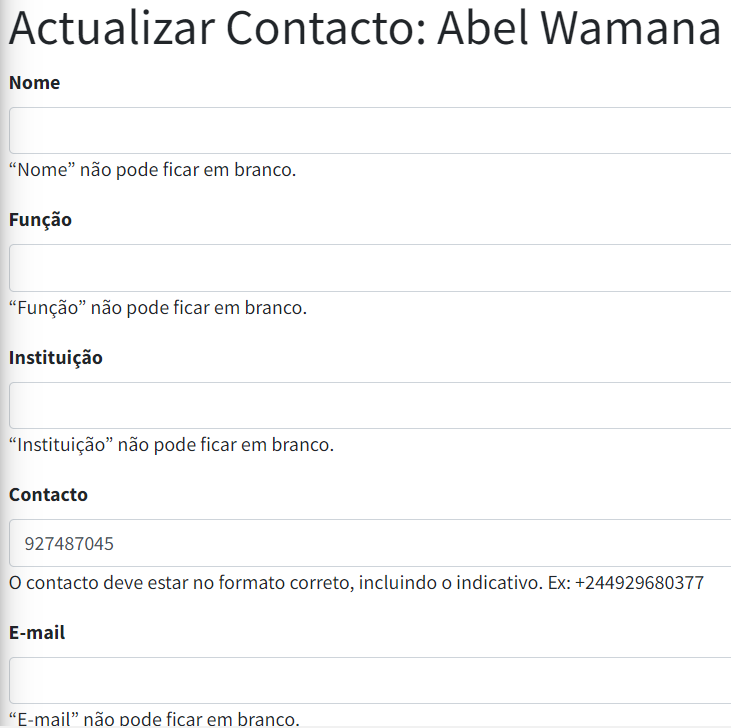 Actualizar Contacto: Abel Wamana
Nome
“Nome” não pode ficar em branco.
Função
“Função” não pode ficar em branco.
Instituição
“Instituição” não pode ficar em branco.
Contacto
927487045
O contacto deve estar no formato correto, incluindo o indicativo. Ex: +244929680377
E-mail
“E-mail” não pode ficar em branco.